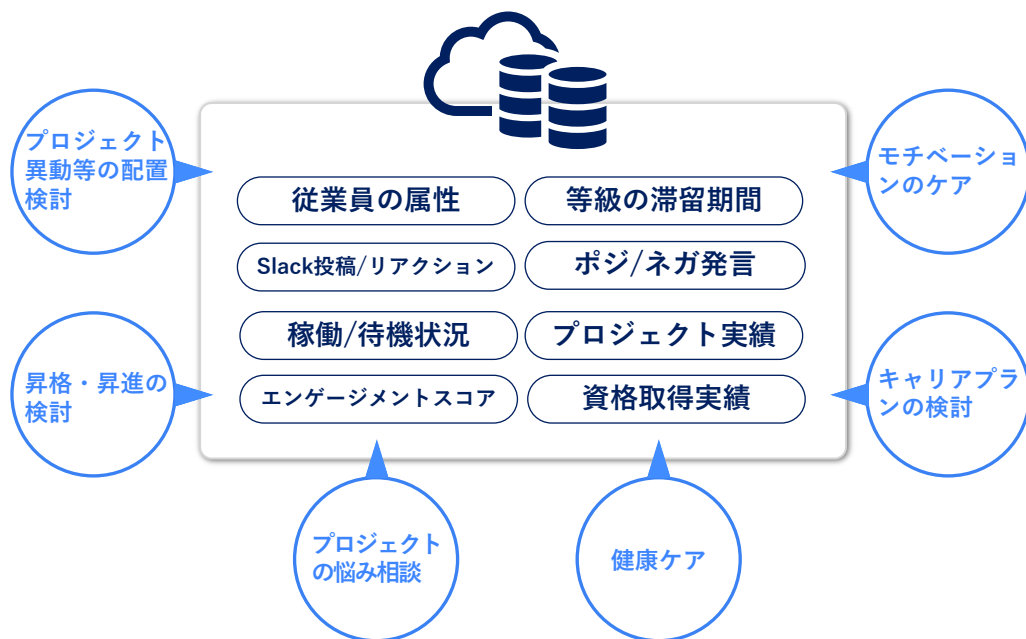 プロジェクト
異動等の配置
検討
モチベーショ
ンのケア
従業員の属性
等級の滞留期間
Slack投稿/リアクション
ポジ/ネガ発言
稼働/待機状況
プロジェクト実績
エンゲージメントスコア
資格取得実績
昇格・昇進の
検討
キャリアプラ
ンの検討
プロジェクト
の悩み相談
健康ケア